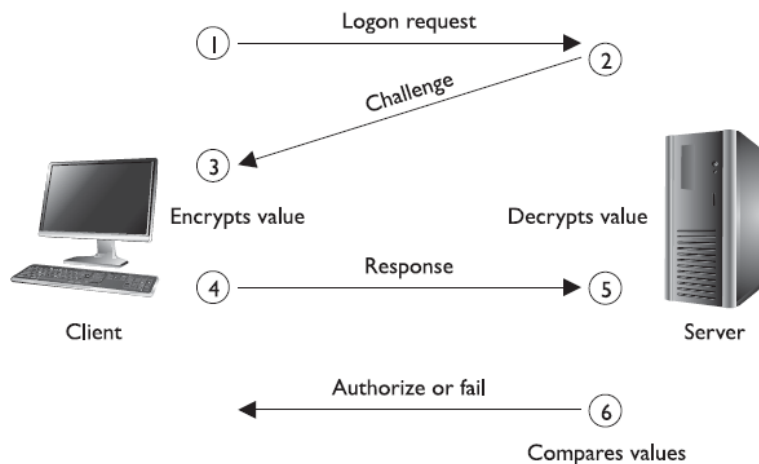 1
Logon request
2
Challenge
3
Encrypts value
Decrypts value
4
Response
5
Client
Server
Authorize or fail
6
Compares values